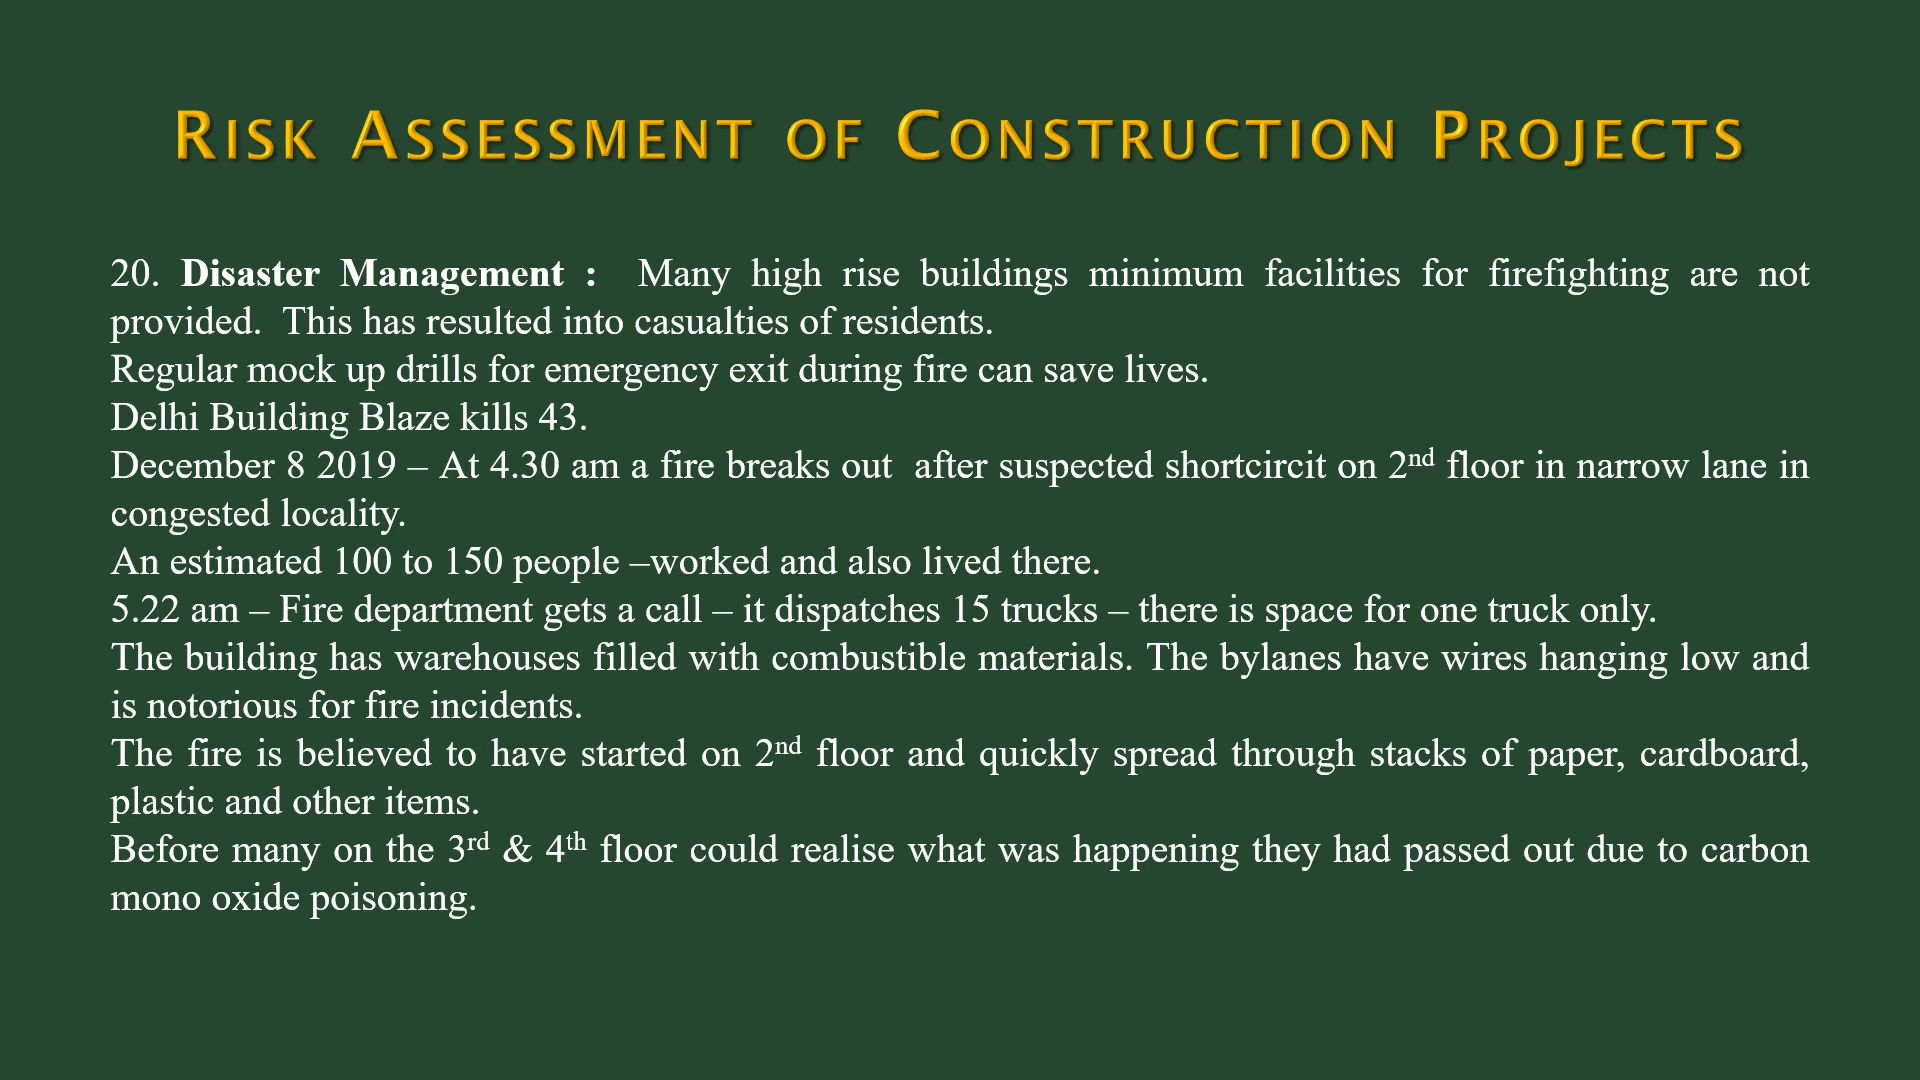 RISK ASSESSMENT OF CONSTRUCTION PROJECTS
20. Disaster Management :  Many high rise buildings minimum facilities for firefighting are not
provided.  This has resulted into casualties of residents.
Regular mock up drills for emergency exit during fire can save lives.
Delhi Building Blaze kills 43.
December 8 2019 – At 4.30 am a fire breaks out  after suspected shortcircit on 2nd floor in narrow lane in
congested locality.
An estimated 100 to 150 people –worked and also lived there.
5.22 am – Fire department gets a call – it dispatches 15 trucks – there is space for one truck only.
The building has warehouses filled with combustible materials. The bylanes have wires hanging low and
is notorious for fire incidents.
The fire is believed to have started on 2nd floor and quickly spread through stacks of paper, cardboard,
plastic and other items.
Before many on the 3rd & 4th floor could realise what was happening they had passed out due to carbon
mono oxide poisoning.